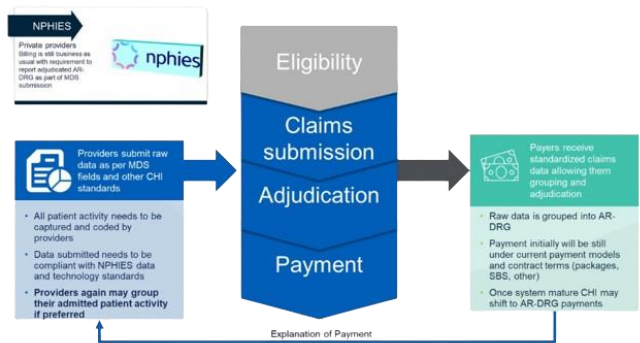 NPHIES
Private providers
Billing is still business as
usual with requirement to
report adjudicated AR-
DRG as part of MDS
submission
nphies
Providers submit raw
data as per MDS
fields and other CHI
standards
• All patient activity needs to be
captured and coded by
providers
• Data submitted needs to be
compliant with NPHIES data
and technology standards
• Providers again may group
their admitted patient activity
if preferred
Eligibility
Claims
submission
Adjudication
Payment
Payers receive
standardized claims
data allowing them
grouping and
adjudication
• Raw data is grouped into AR-
DRG
• Payment initially will be still
under current payment models
and contract terms (packages,
SBS, other)
• Once system mature CHI may
shift to AR-DRG payments
Explanation of Payment